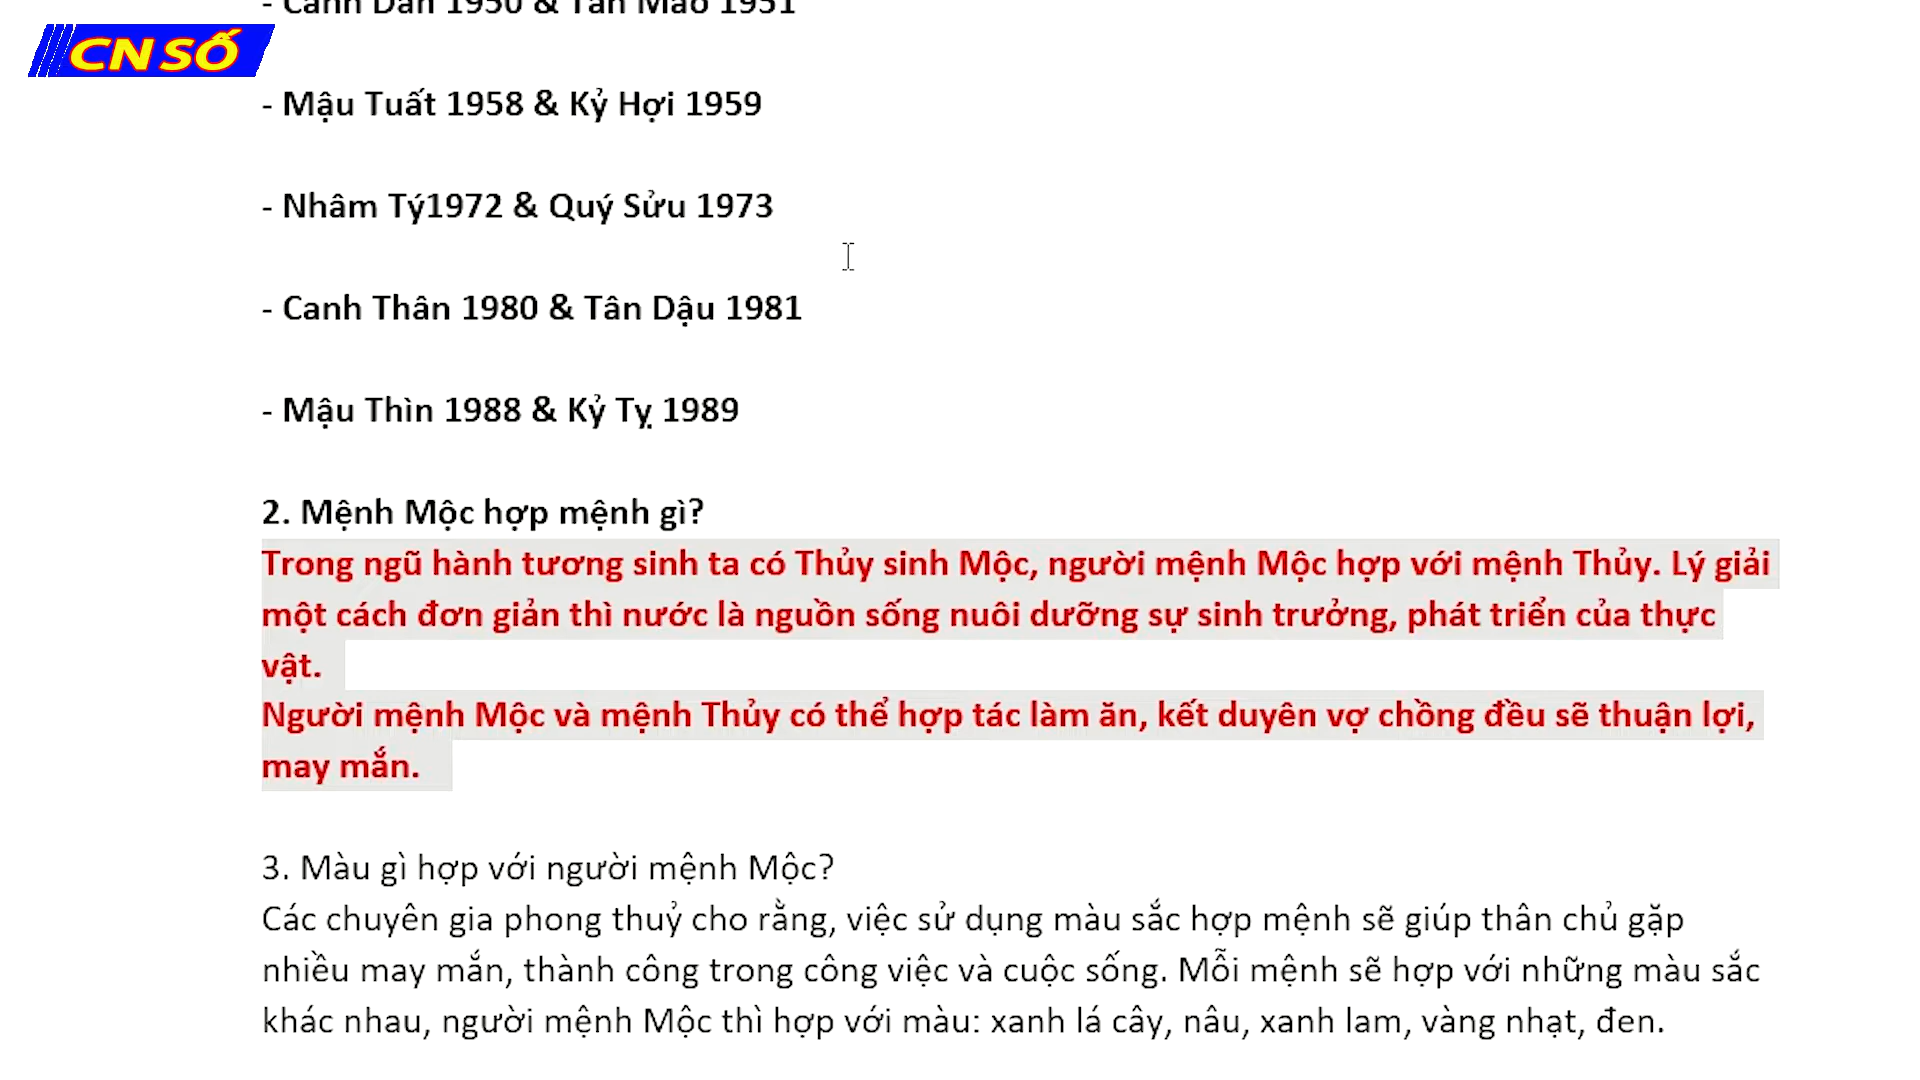 - Canh Dần 1950 & Tân Mão 1951
CN SỐ
- Mậu Tuất 1958 & Kỷ Hợi 1959
- Nhâm Tý1972 & Quý Sửu 1973
- Canh Thân 1980 & Tân Dậu 1981
- Mậu Thìn 1988 & Kỷ Tỵ 1989
2. Mệnh Mộc hợp mệnh gì?
Trong ngũ hành tương sinh ta có Thủy sinh Mộc, người mệnh Mộc hợp với mệnh Thủy. Lý giải
một cách đơn giản thì nước là nguồn sống nuôi dưỡng sự sinh trưởng, phát triển của thực
vật.
Người mệnh Mộc và mệnh Thủy có thể hợp tác làm ăn, kết duyên vợ chồng đều sẽ thuận lợi,
may mắn.
3. Màu gì hợp với người mệnh Mộc?
Các chuyên gia phong thuỷ cho rằng, việc sử dụng màu sắc hợp mệnh sẽ giúp thân chủ gặp
nhiều may mắn, thành công trong công việc và cuộc sống. Mỗi mệnh sẽ hợp với những màu sắc
khác nhau, người mệnh Mộc thì hợp với màu: xanh lá cây, nâu, xanh lam, vàng nhạt, đen.